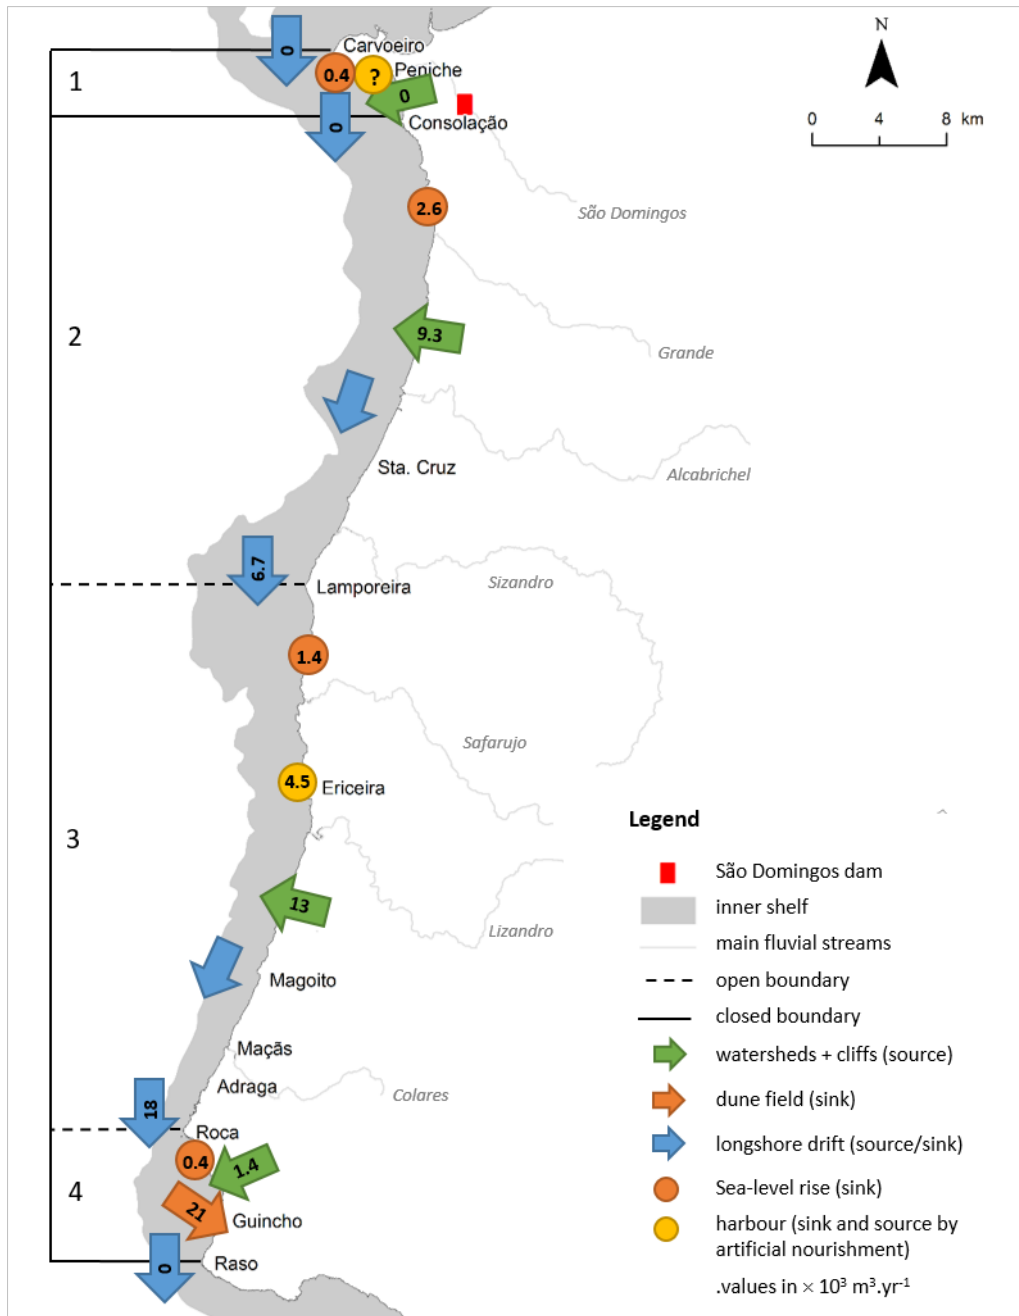 N
0 4 8 km
0
Carvoeiro
1
0.4
?
Peniche
0
0
Consolação
São Domingos
2.6
2
9.3
Grande
Sta. Cruz
Alcabrichel
6.7
Lamporeira
Sizandro
1.4
Safarujo
4.5
Ericeira
3
13
Lizandro
Magoito
Maçãs
Adraga
Colares
18
Roca
0.4
1.4
4
21
Guincho
0
Raso
Legend
São Domingos dam
inner shelf
main fluvial streams
open boundary
closed boundary
watersheds + cliffs (source)
dune field (sink)
longshore drift (source/sink)
Sea-level rise (sink)
harbour (sink and source by
artificial nourishment)
.values in × 10³ m³.yr⁻¹